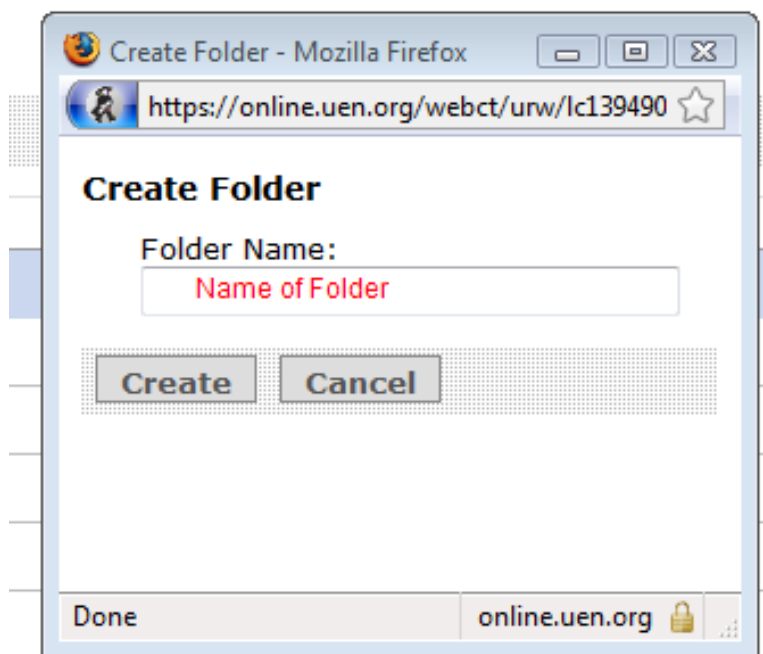 Create Folder - Mozilla Firefox
https://online.uen.org/webct/urw/lc139490
Create Folder
Folder Name:
Name of Folder
Create Cancel
Done online.uen.org